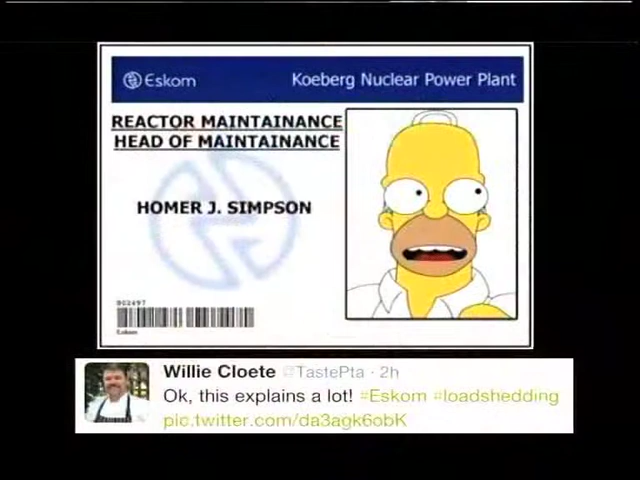 Eskom
Koeberg Nuclear Power Plant
REACTOR MAINTAINANCE
HEAD OF MAINTAINANCE
HOMER J. SIMPSON
Eskom
Willie Cloete @TastePta · 2h
Ok, this explains a lot! #Eskom #loadshedding
pic.twitter.com/da3agk6obK